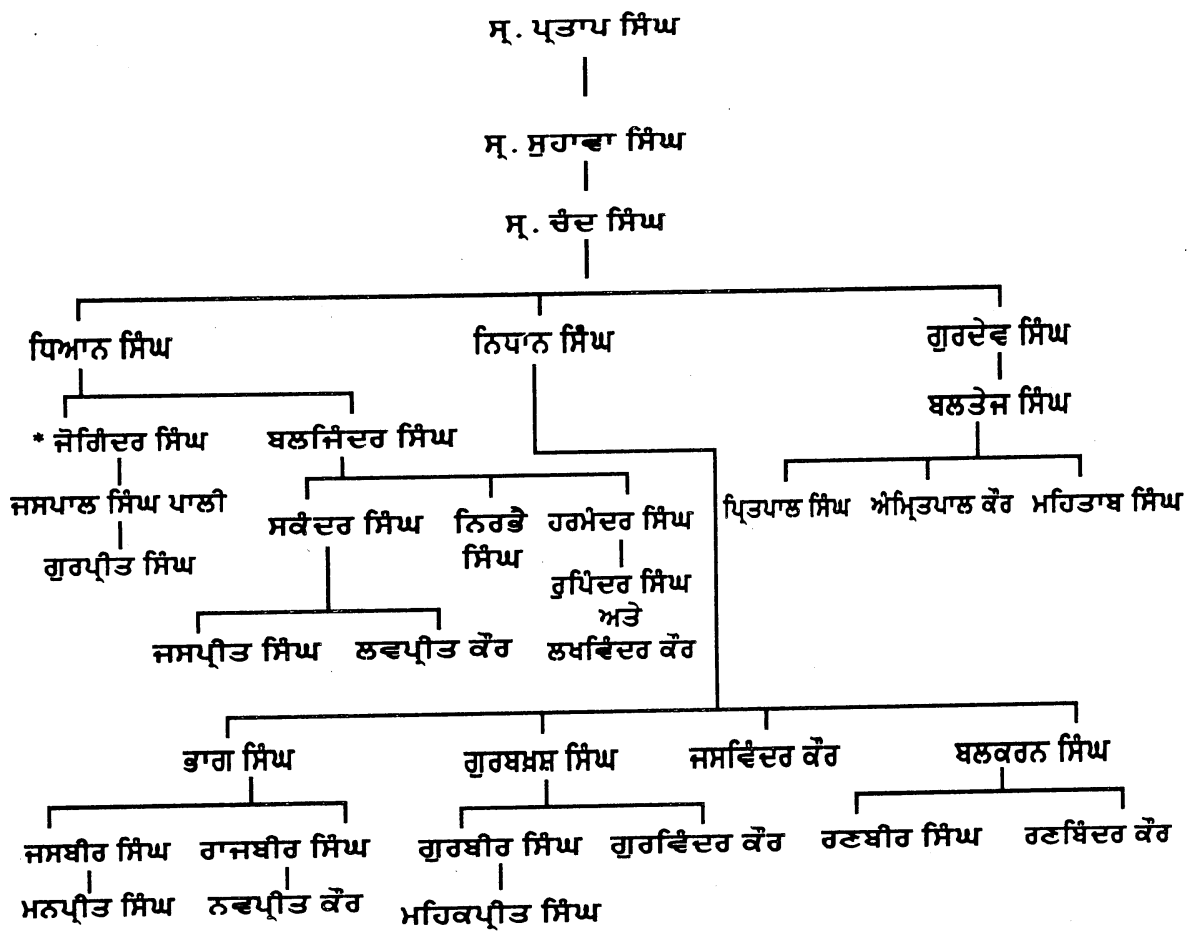 ਸ੍ਰ. ਪ੍ਰਤਾਪ ਸਿੰਘ
ਸ੍ਰ. ਸੁਹਾਵਾ ਸਿੰਘ
ਸ੍ਰ. ਚੰਦ ਸਿੰਘ
ਧਿਆਨ ਸਿੰਘ ਨਿਧਾਨ ਸਿੰਘ ਗੁਰਦੇਵ ਸਿੰਘ
ਬਲਤੇਜ ਸਿੰਘ
* ਜੋਗਿੰਦਰ ਸਿੰਘ ਬਲਜਿੰਦਰ ਸਿੰਘ
ਜਸਪਾਲ ਸਿੰਘ ਪਾਲੀ ਸਕੰਦਰ ਸਿੰਘ ਨਿਰਭੈ ਹਰਮੰਦਰ ਸਿੰਘ ਪ੍ਰਿਤਪਾਲ ਸਿੰਘ ਅੰਮ੍ਰਿਤਪਾਲ ਕੌਰ ਮਹਿਤਾਬ ਸਿੰਘ
ਗੁਰਪ੍ਰੀਤ ਸਿੰਘ ਸਿੰਘ
ਰੁਪਿੰਦਰ ਸਿੰਘ
ਅਤੇ
ਜਸਪ੍ਰੀਤ ਸਿੰਘ ਲਵਪ੍ਰੀਤ ਕੌਰ ਲਖਵਿੰਦਰ ਕੌਰ
ਭਾਗ ਸਿੰਘ ਗੁਰਬਖ਼ਸ਼ ਸਿੰਘ ਜਸਵਿੰਦਰ ਕੌਰ ਬਲਕਰਨ ਸਿੰਘ
ਜਸਬੀਰ ਸਿੰਘ ਰਾਜਬੀਰ ਸਿੰਘ ਗੁਰਬੀਰ ਸਿੰਘ ਗੁਰਵਿੰਦਰ ਕੌਰ ਰਣਬੀਰ ਸਿੰਘ ਰਣਬਿੰਦਰ ਕੌਰ
ਮਨਪ੍ਰੀਤ ਸਿੰਘ ਨਵਪ੍ਰੀਤ ਕੌਰ ਮਹਿਕਪ੍ਰੀਤ ਸਿੰਘ